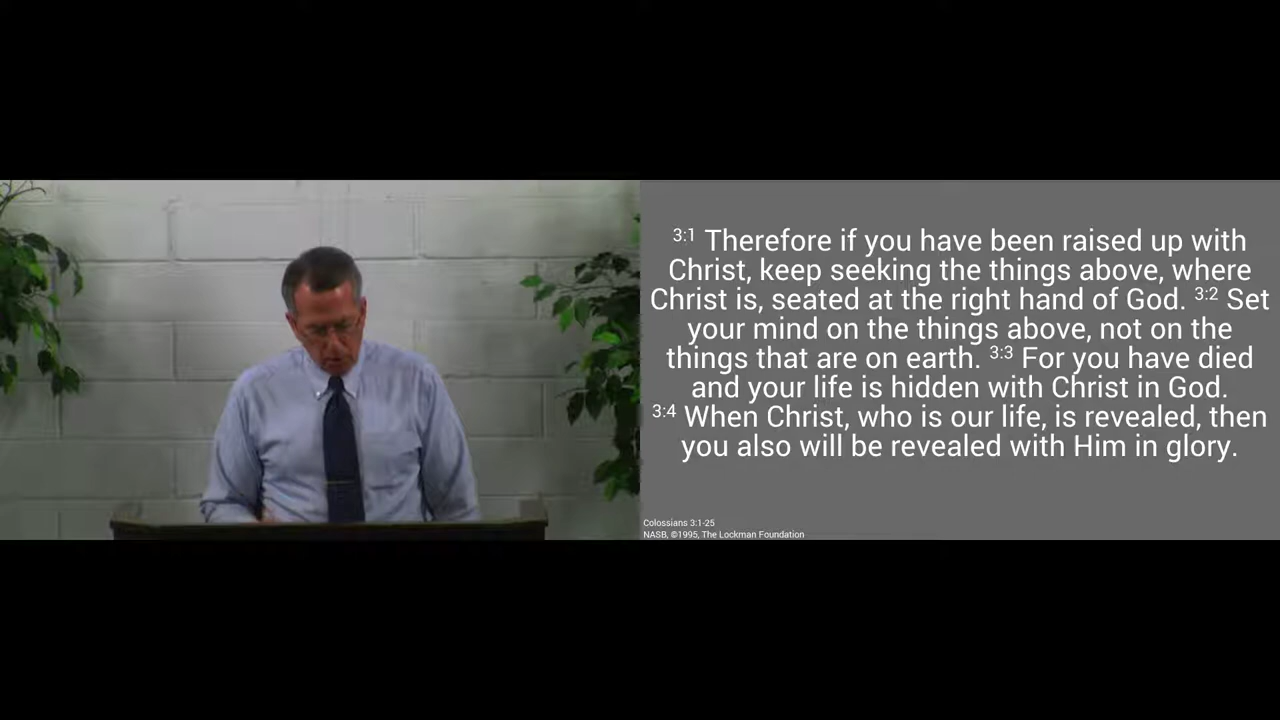 3:1 Therefore if you have been raised up with
Christ, keep seeking the things above, where
Christ is, seated at the right hand of God. 3:2 Set
your mind on the things above, not on the
things that are on earth. 3:3 For you have died
and your life is hidden with Christ in God.
3:4 When Christ, who is our life, is revealed, then
you also will be revealed with Him in glory.
Colossians 3:1-25
NASB, ©1995, The Lockman Foundation